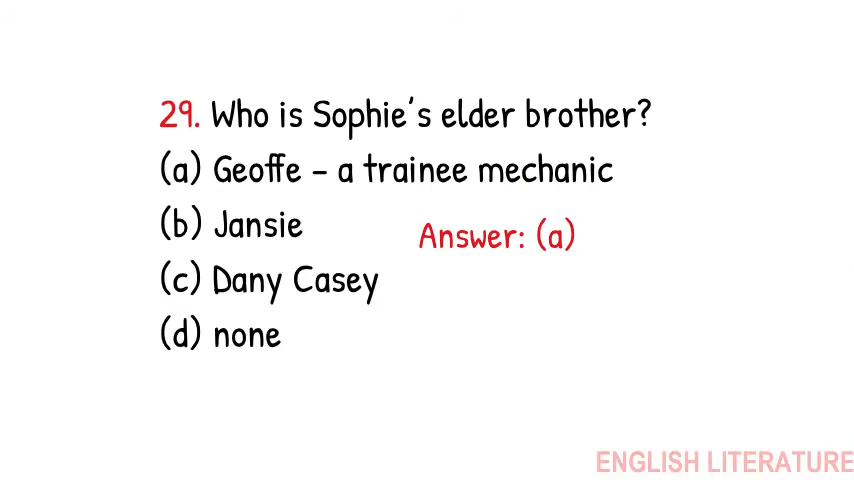 29. Who is Sophie's elder brother?
(a) Geoffe – a trainee mechanic
(b) Jansie
Answer: (a)
(c) Dany Casey
(d) none
ENGLISH LITERATURE